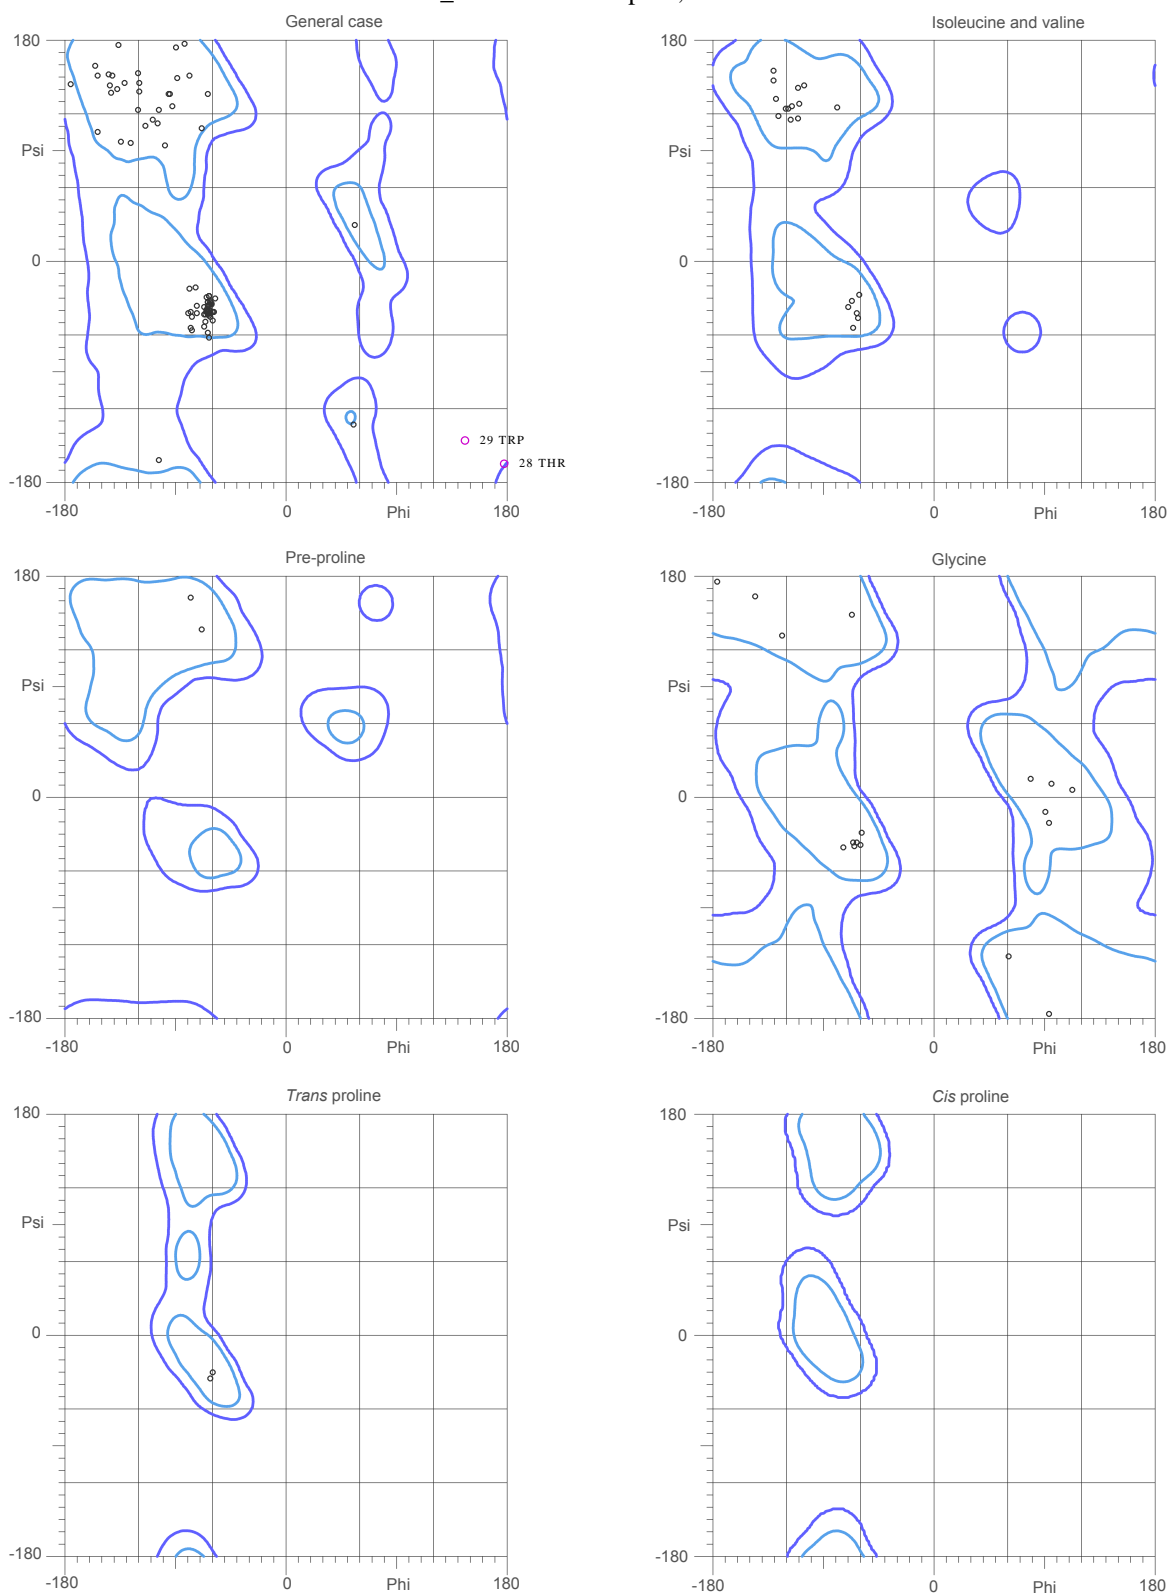 General case
Isoleucine and valine
180
180
Psi
Psi
0
0
29 TRP
28 THR
-180
-180
-180
0
Phi
180
-180
0
Phi
180
Pre-proline
Glycine
180
180
Psi
Psi
0
0
-180
-180
-180
0
Phi
180
-180
0
Phi
180
Trans proline
Cis proline
180
180
Psi
Psi
0
0
-180
-180
-180
0
Phi
180
-180
0
Phi
180